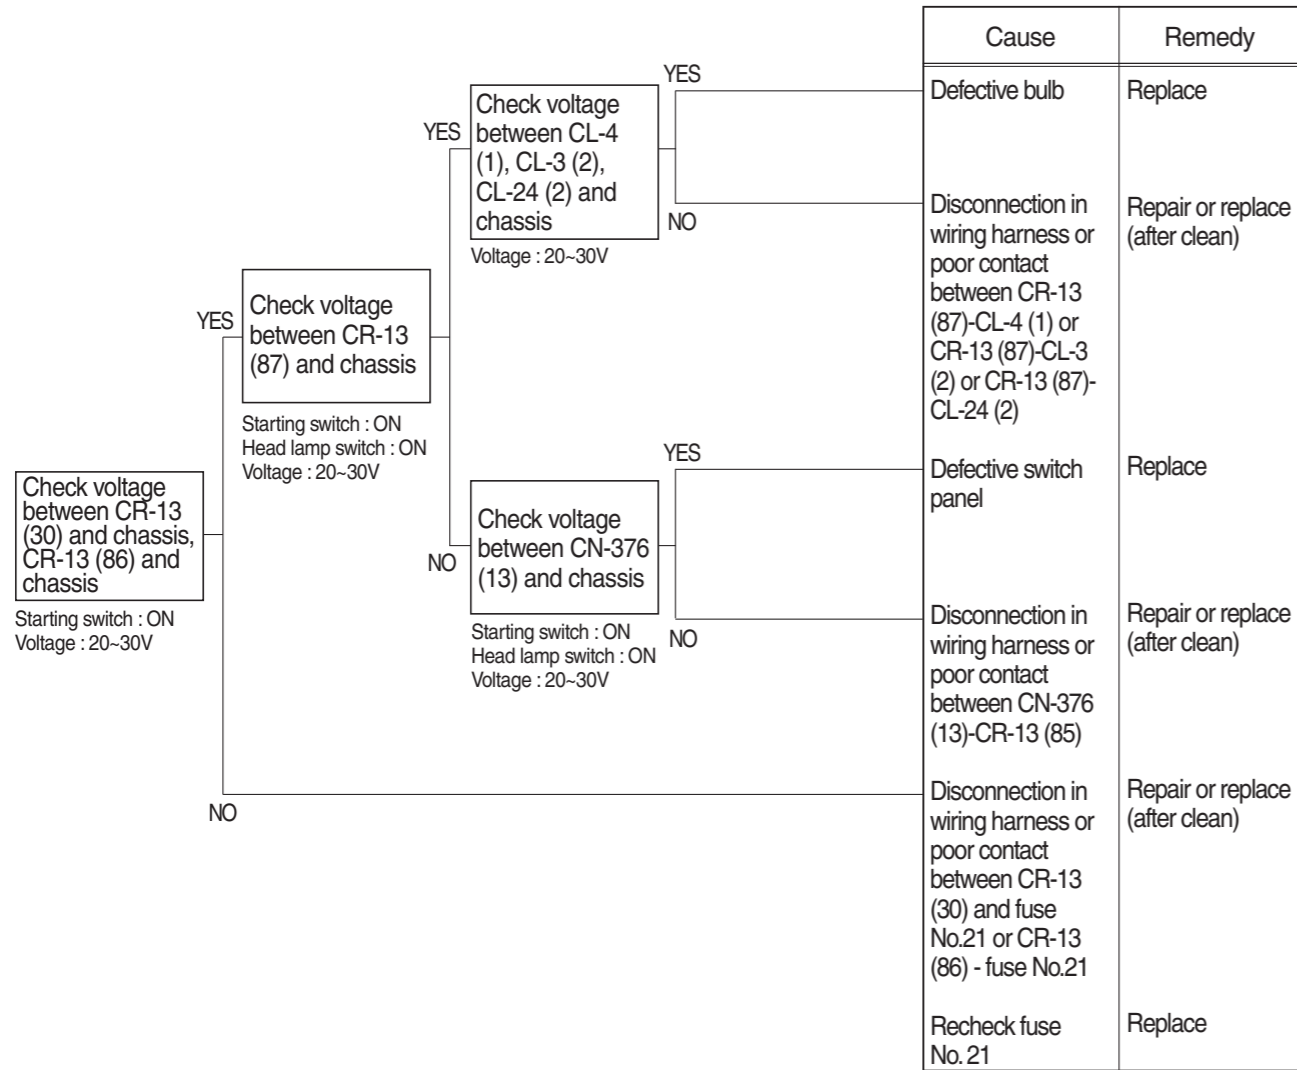 Cause
Remedy
YES
Defective bulb
Replace
Check voltage
between CL-4
(1), CL-3 (2),
CL-24 (2) and
chassis
YES
NO
Voltage : 20~30V
Disconnection in
wiring harness or
poor contact
between CR-13
(87)-CL-4 (1) or
CR-13 (87)-CL-3
(2) or CR-13 (87)-
CL-24 (2)
Repair or replace
(after clean)
YES
Check voltage
between CR-13
(87) and chassis
Starting switch : ON
Head lamp switch : ON
Voltage : 20~30V
YES
Defective switch
panel
Replace
Check voltage
between CR-13
(30) and chassis,
CR-13 (86) and
chassis
Starting switch : ON
Voltage : 20~30V
NO
Check voltage
between CN-376
(13) and chassis
Starting switch : ON
Head lamp switch : ON
Voltage : 20~30V
NO
Disconnection in
wiring harness or
poor contact
between CN-376
(13)-CR-13 (85)
Repair or replace
(after clean)
NO
Disconnection in
wiring harness or
poor contact
between CR-13
(30) and fuse
No.21 or CR-13
(86) - fuse No.21
Repair or replace
(after clean)
Recheck fuse
No. 21
Replace